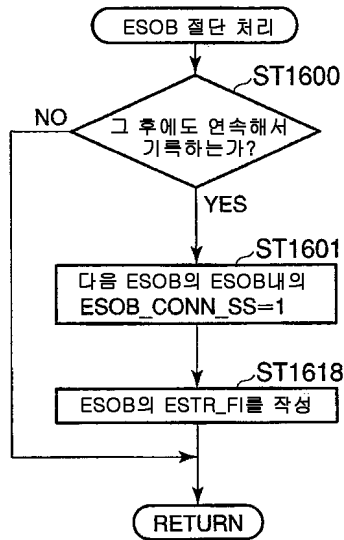 ESOB 절단 처리
ST1600
그 후에도 연속해서
기록하는가?
NO
YES
ST1601
다음 ESOB의 ESOB내의
ESOB_CONN_SS=1
ST1618
ESOB의 ESTR_FI를 작성
RETURN